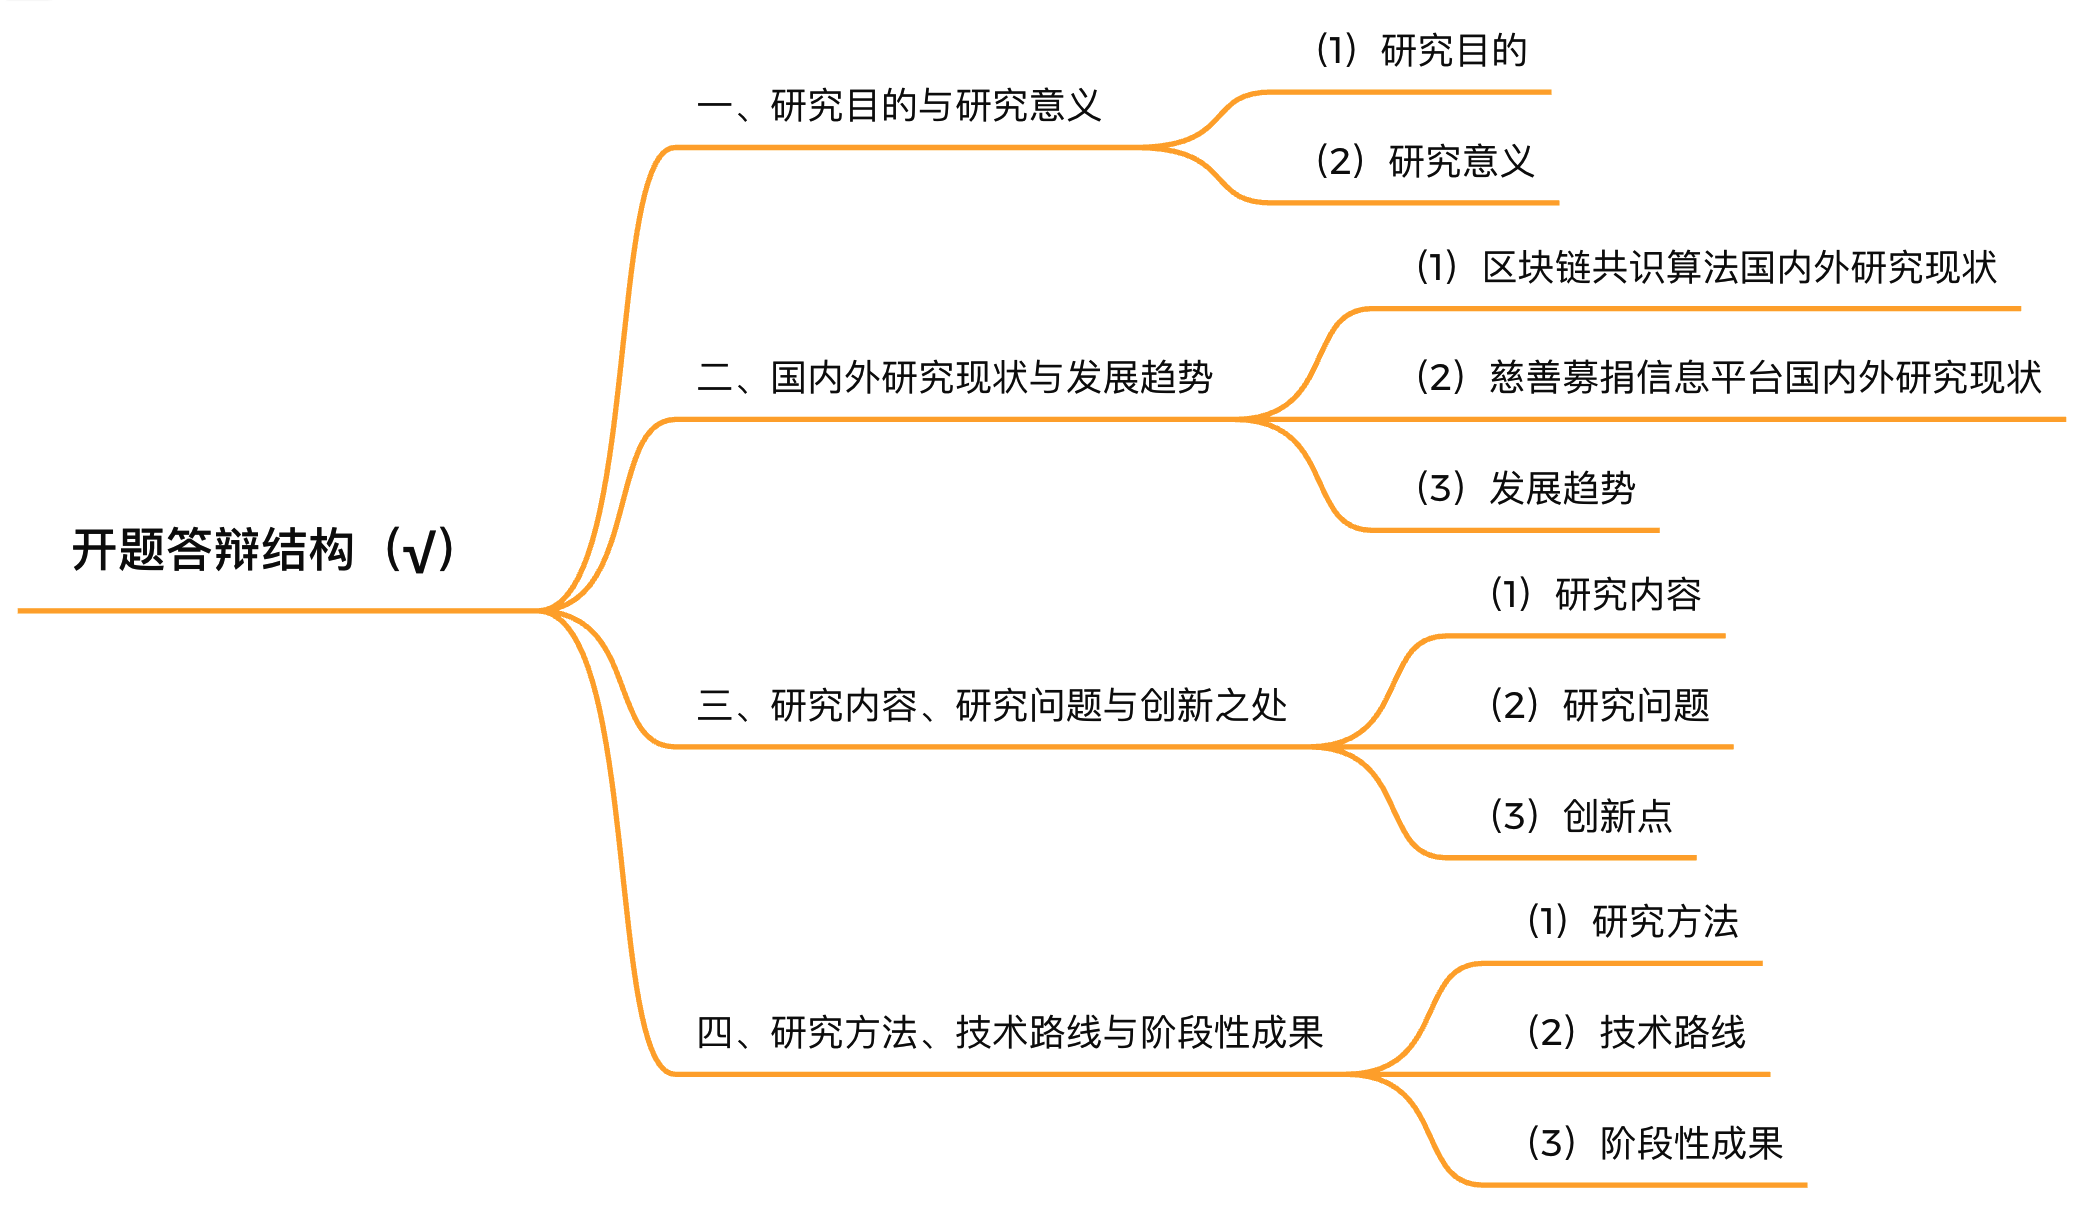 开题答辩结构（√）
一、研究目的与研究意义
（1）研究目的
（2）研究意义
二、国内外研究现状与发展趋势
（1）区块链共识算法国内外研究现状
（2）慈善募捐信息平台国内外研究现状
（3）发展趋势
三、研究内容、研究问题与创新之处
（1）研究内容
（2）研究问题
（3）创新点
四、研究方法、技术路线与阶段性成果
（1）研究方法
（2）技术路线
（3）阶段性成果